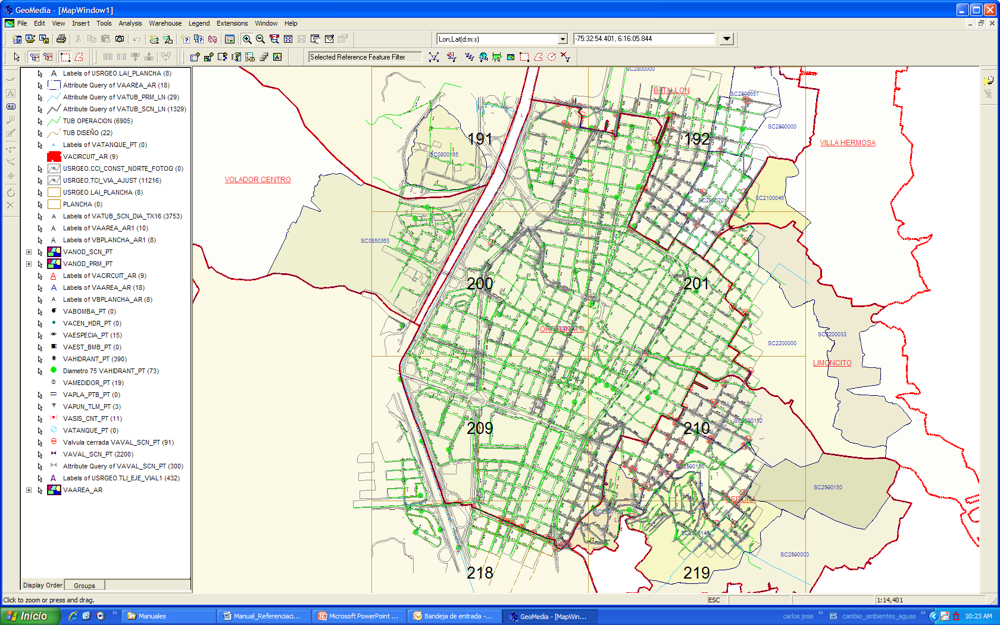 GeoMedia - [MapWindow1]
File Edit View Insert Tools Analysis Warehouse Legend Extensions Window Help
Lon,Lat(d:m:s)
-75:32:54.401, 6:16:05.844
Selected Reference Feature Filter
Labels of USRGEO.LAI_PLANCHA (8)
Attribute Query of VAAREA_AR (18)
Attribute Query of VATUB_PRM_LN (29)
Attribute Query of VATUB_SCN_LN (1329)
TUB OPERACION (6905)
TUB DISEÑO (22)
Labels of VATANQUE_PT (0)
VACIRCUIT_AR (9)
USRGEO.CCI_CONST_NORTE_FOTOG (0)
USRGEO.TCI_VIA_AJUST (11216)
USRGEO.LAI_PLANCHA (8)
PLANCHA (0)
Labels of VATUB_SCN_DIA_TX16 (3753)
Labels of VAAREA_AR1 (10)
Labels of VBPLANCHA_AR1 (8)
VANOD_SCN_PT
VANOD_PRM_PT
Labels of VACIRCUIT_AR (9)
Labels of VAAREA_AR (18)
Labels of VBPLANCHA_AR (8)
VABOMBA_PT (0)
VACEN_HDR_PT (0)
VAESPECIA_PT (15)
VAEST_BMB_PT (0)
VAHIDRANT_PT (390)
Diametro 75 VAHIDRANT_PT (73)
VAMEDIDOR_PT (19)
VAPLA_PTB_PT (0)
VAPUN_TLM_PT (3)
VASIS_CNT_PT (11)
VATANQUE_PT (0)
Valvula cerrada VAVAL_SCN_PT (91)
VAVAL_SCN_PT (2200)
Attribute Query of VAVAL_SCN_PT (300)
Labels of USRGEO.TLI_EJE_VIAL1 (432)
VAAREA_AR
Display Order
Groups
SC2800000
BATALLON
SC2800651
SC2890000
191
192
VILLA HERMOSA
SC0800165
VOLADOR CENTRO
SC2100046
SC0850363
200
201
SC2200033
SC2200000
LIMONCITO
209
210
SC2500150
218
219
SC2500000
Click to zoom or press and drag.
ESC
1:14,401
Inicio
Manuales
Manual_Referenciaci...
Microsoft PowerPoint ...
Bandeja de entrada -...
GeoMedia - [MapWin...
carlos jose
ES
cambio_ambientes_aguas
10:23 AM